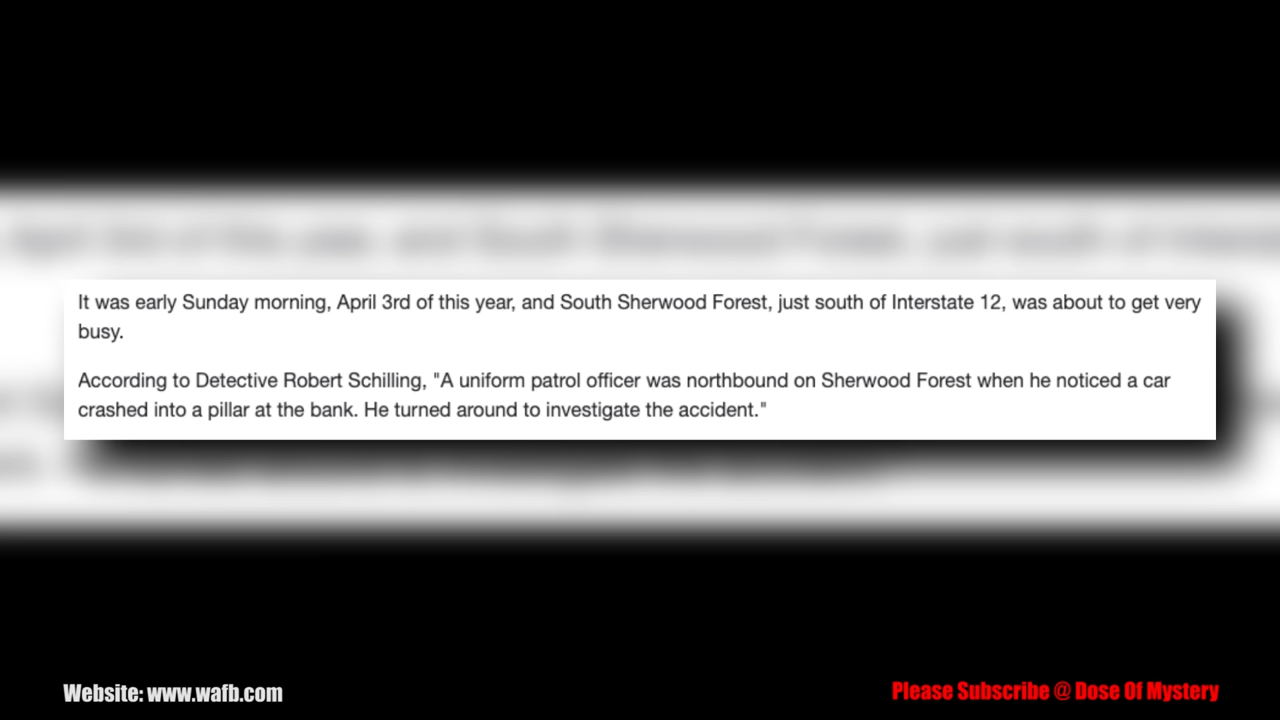 It was early Sunday morning, April 3rd of this year, and South Sherwood Forest, just south of Interstate 12, was about to get very
busy.
According to Detective Robert Schilling, "A uniform patrol officer was northbound on Sherwood Forest when he noticed a car
crashed into a pillar at the bank. He turned around to investigate the accident."
Website: www.wafb.com
Please Subscribe @ Dose Of Mystery